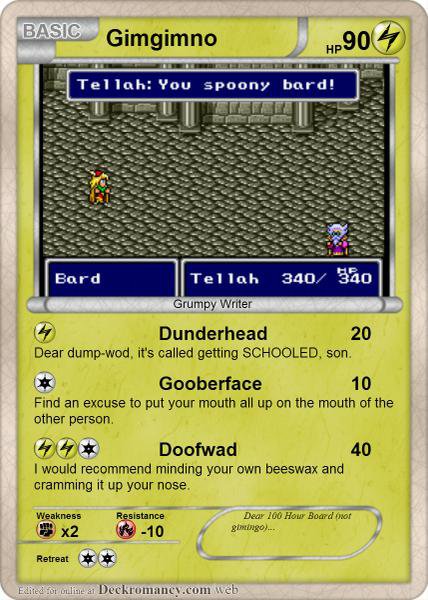 BASIC
Gimgimno
HP 90
Tellah: You spoony bard!
Bard
Tellah 340/ 340
HP
Grumpy Writer
Dunderhead 20
Dear dump-wod, it's called getting SCHOOLED, son.
Gooberface 10
Find an excuse to put your mouth all up on the mouth of the
other person.
Doofwad 40
I would recommend minding your own beeswax and
cramming it up your nose.
Weakness
x2
Resistance
-10
Dear 100 Hour Board (not
gimingo)...
Retreat
Edited for online at Deckromancy.com web